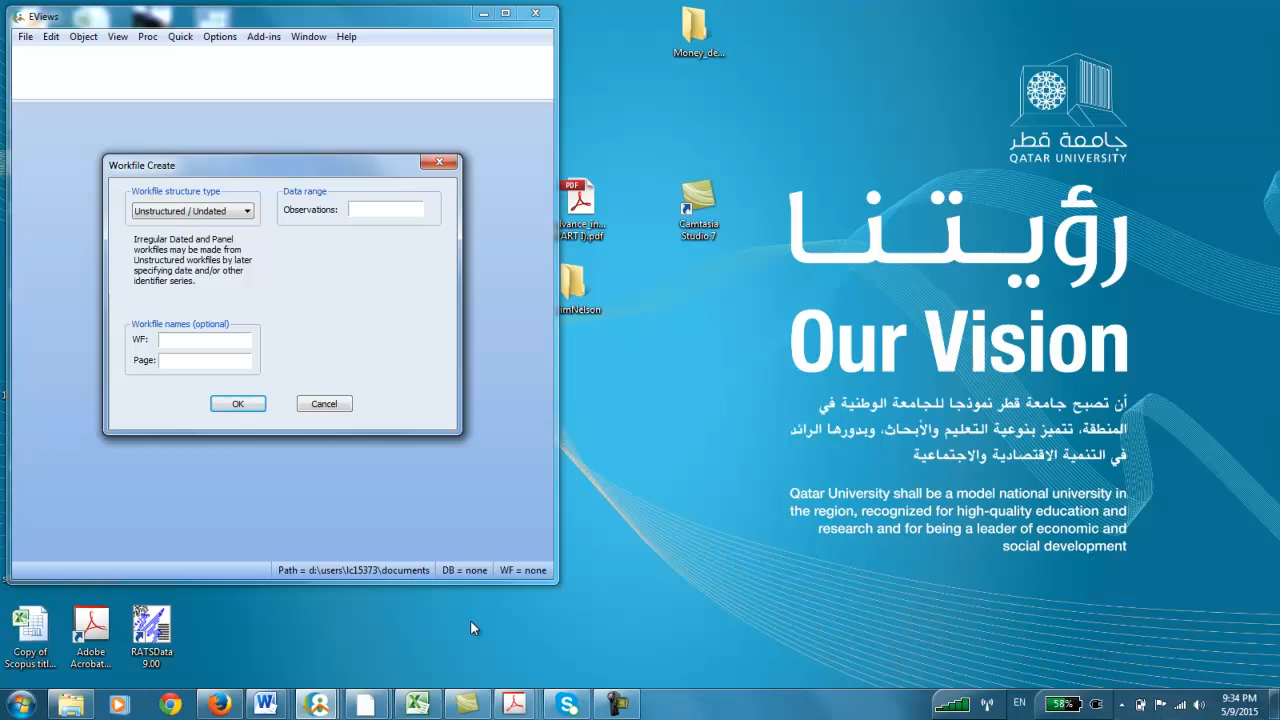 EViews
File Edit Object View Proc Quick Options Add-ins Window Help
Workfile Create
Workfile structure type
Unstructured / Undated
Irregular Dated and Panel
workfiles may be made from
Unstructured workfiles by later
specifying date and/or other
identifier series.
Data range
Observations:
Workfile names (optional)
WF:
Page:
OK
Cancel
Path = d:\users\lc15373\documents DB = none WF = none
Money_de...
PDF
ART I).pdf
Camtasia
Studio 7
imNelson
جامعة قطر
QATAR UNIVERSITY
رؤيتنا
Our Vision
أن تصبح جامعة قطر نموذجا للجامعة الوطنية في
المنطقة، تتميز بنوعية التعليم والأبحاث، وبدورها الرائد
في التنمية الاقتصادية والاجتماعية
Qatar University shall be a model national university in
the region, recognized for high-quality education and
research and for being a leader of economic and
social development
Copy of
Scopus titl...
Adobe
Acrobat...
RATSData
9.00
EN
58%
9:34 PM
5/9/2015